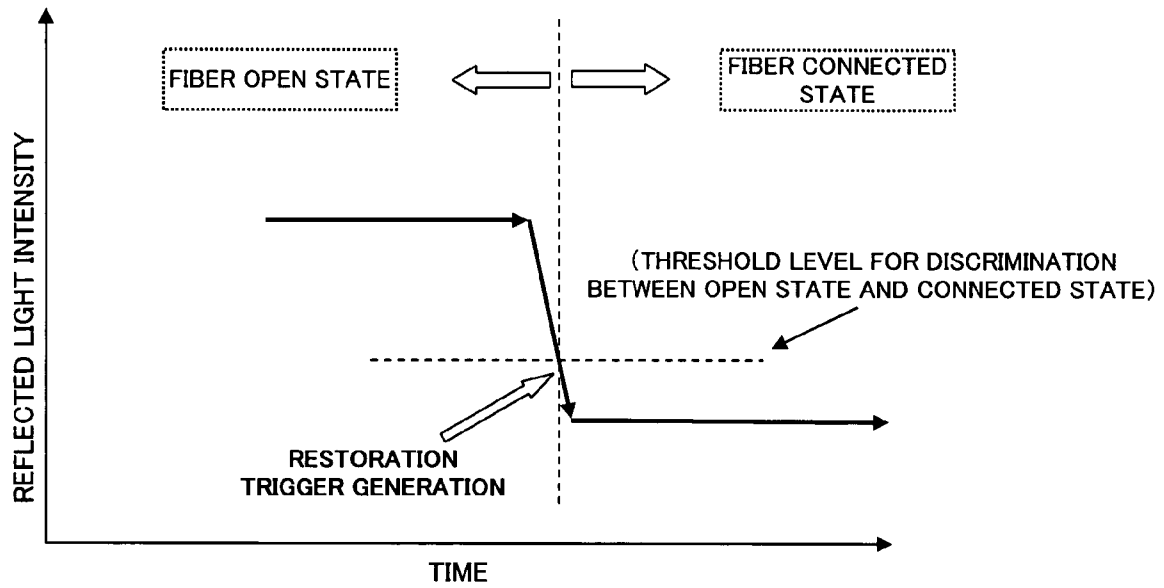 FIBER OPEN STATE
FIBER CONNECTED
STATE
REFLECTED LIGHT INTENSITY
(THRESHOLD LEVEL FOR DISCRIMINATION
BETWEEN OPEN STATE AND CONNECTED STATE)
RESTORATION
TRIGGER GENERATION
TIME